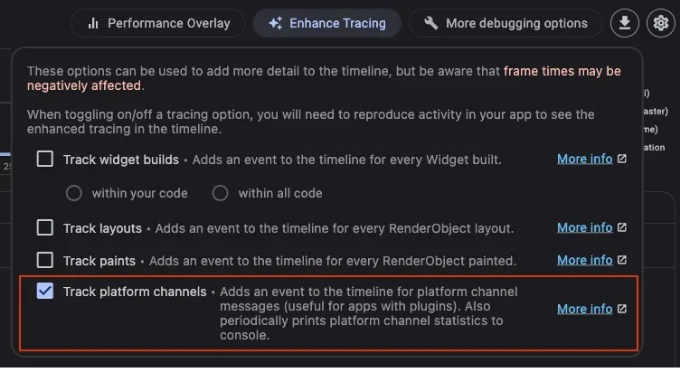 Performance Overlay
Enhance Tracing
More debugging options
These options can be used to add more detail to the timeline, but be aware that frame times may be
negatively affected.
When toggling on/off a tracing option, you will need to reproduce activity in your app to see the
enhanced tracing in the timeline.
Track widget builds • Adds an event to the timeline for every Widget built. More info
within your code within all code
Track layouts • Adds an event to the timeline for every RenderObject layout. More info
Track paints • Adds an event to the timeline for every RenderObject painted. More info
Track platform channels • Adds an event to the timeline for platform channel
messages (useful for apps with plugins). Also
periodically prints platform channel statistics to
console.
More info